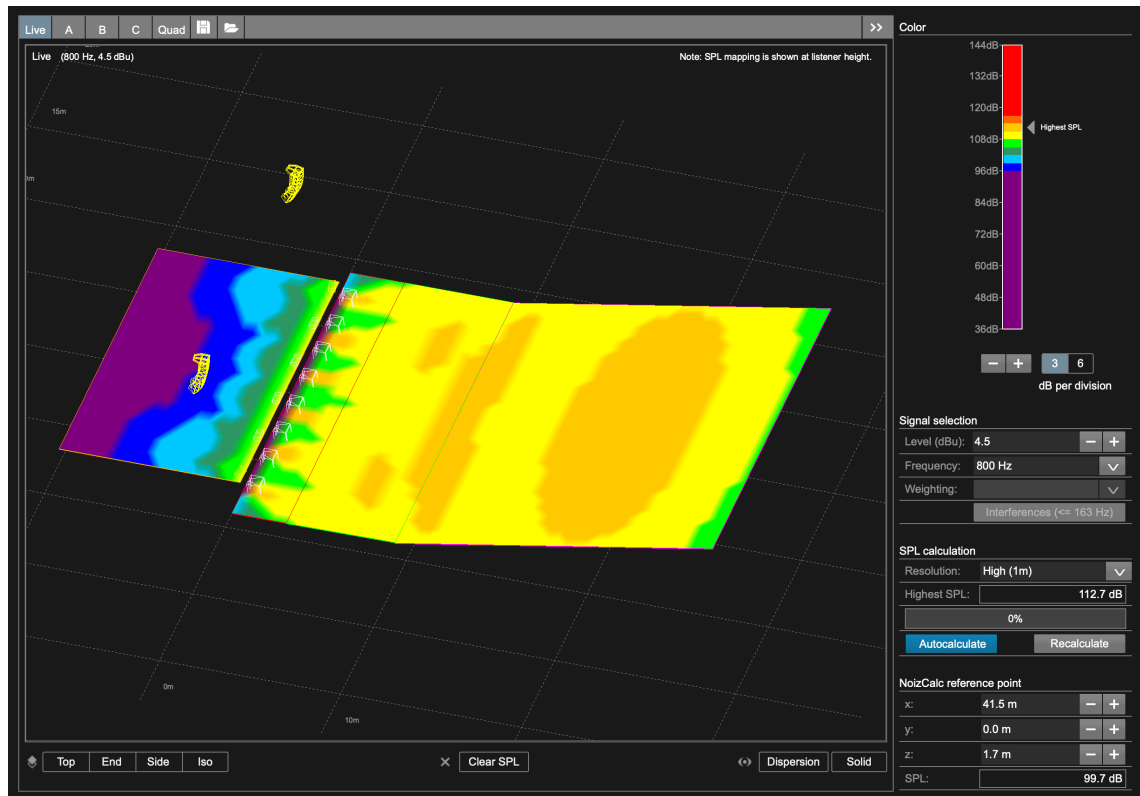 Live A B C Quad >>
Live (800 Hz, 4.5 dBu) Note: SPL mapping is shown at listener height.
15m
0m
10m
Top End Side Iso
Clear SPL
Dispersion Solid
Color
144dB
132dB
120dB
Highest SPL
108dB
96dB
84dB
72dB
60dB
48dB
36dB
3 6
dB per division
Signal selection
Level (dBu): 4.5
Frequency: 800 Hz
Weighting:
Interferences (<= 163 Hz)
SPL calculation
Resolution: High (1m)
Highest SPL: 112.7 dB
0%
Autocalculate Recalculate
NoizCalc reference point
x: 41.5 m
y: 0.0 m
z: 1.7 m
SPL: 99.7 dB